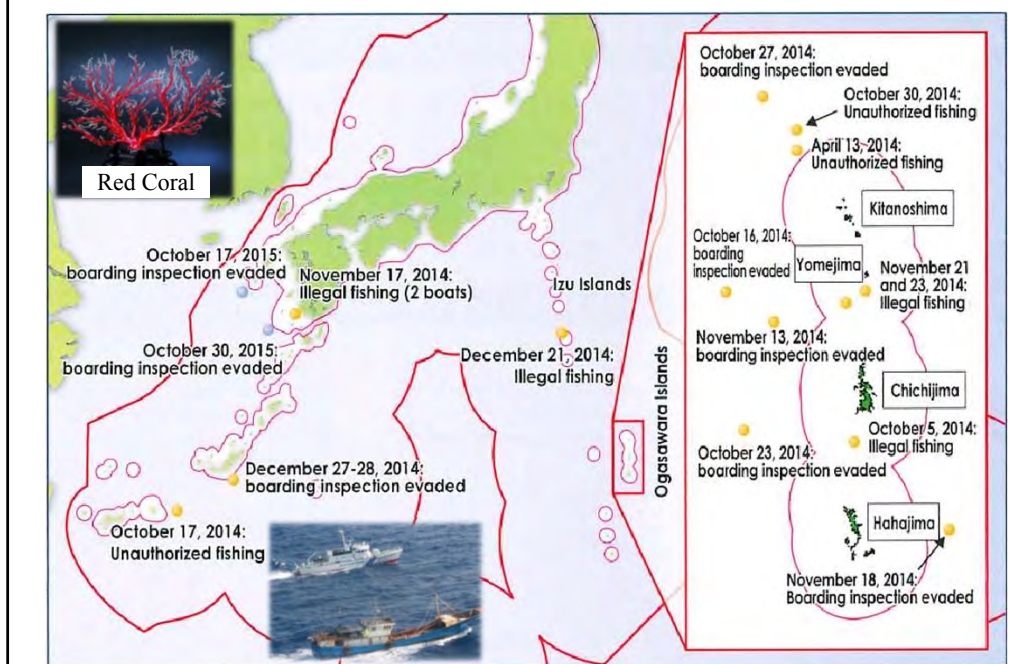 Red Coral
October 17, 2015:
boarding inspection evaded
November 17, 2014:
Illegal fishing (2 boats)
October 30, 2015:
boarding inspection evaded
Izu Islands
December 21, 2014:
Illegal fishing
December 27-28, 2014:
boarding inspection evaded
October 17, 2014:
Unauthorized fishing
Ogasawara Islands
October 27, 2014:
boarding inspection evaded
October 30, 2014:
Unauthorized fishing
April 13, 2014:
Unauthorized fishing
Kitanoshima
October 16, 2014:
boarding
inspection evaded
Yomejima
November 21
and 23, 2014:
Illegal fishing
November 13, 2014:
boarding inspection evaded
Chichijima
October 5, 2014:
Illegal fishing
October 23, 2014:
boarding inspection evaded
Hahajima
November 18, 2014:
Boarding inspection evaded